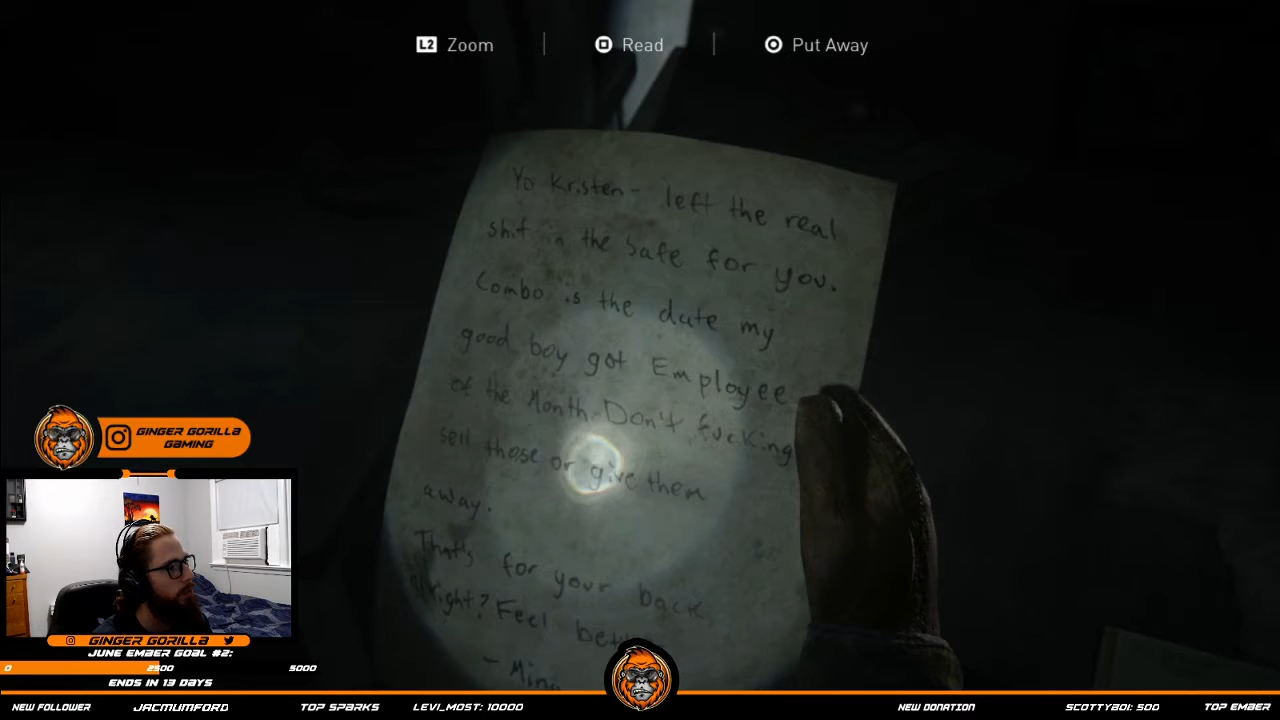 L2 Zoom | Read | Put Away
Yo Kristen- left the real
shit in the safe for you.
Combo is the date my
good boy got Employee
of the Month. Don't fucking
sell those or give them
away.
That's for your back,
alright? Feel
GINGER GORILLA
GAMING
GINGER GORILLA
JUNE EMBER GOAL #2:
0 2500 5000
ENDS IN 13 DAYS
NEW FOLLOWER JACMUMFORD TOP SPARKS LEVI_MOST: 10000 NEW DONATION SCOTTYBOI: 500 TOP EMBER